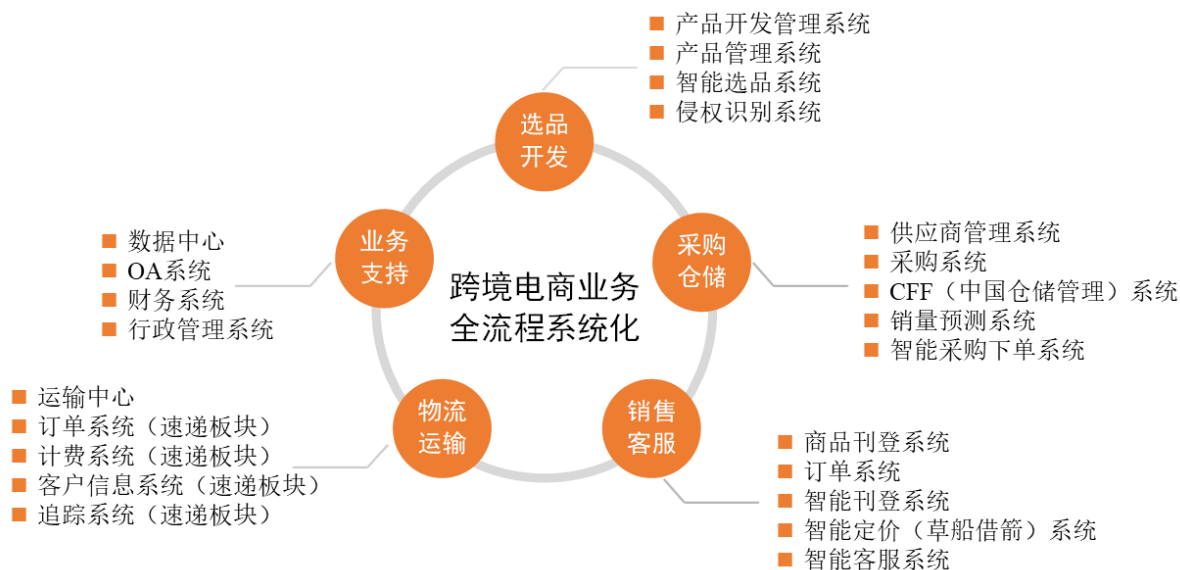 选品
开发
产品开发管理系统
产品管理系统
智能选品系统
侵权识别系统
采购
仓储
供应商管理系统
采购系统
CFF（中国仓储管理）系统
销量预测系统
智能采购下单系统
销售
客服
商品刊登系统
订单系统
智能刊登系统
智能定价（草船借箭）系统
智能客服系统
物流
运输
运输中心
订单系统（速递板块）
计费系统（速递板块）
客户信息系统（速递板块）
追踪系统（速递板块）
业务
支持
数据中心
OA系统
财务系统
行政管理系统
跨境电商业务
全流程系统化